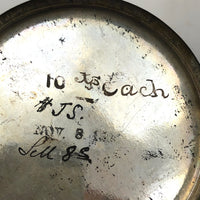 10 Each
# JS.
NOV 8
Sell 85